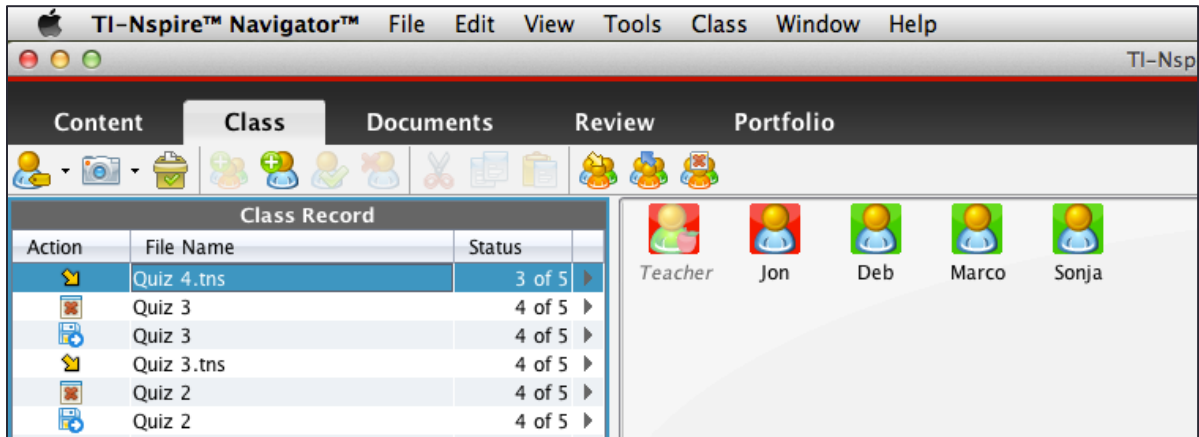 TI-Nspire™ Navigator™ File Edit View Tools Class Window Help
TI-Nsp
Content Class Documents Review Portfolio
Class Record
Action File Name Status
Quiz 4.tns 3 of 5
Quiz 3 4 of 5
Quiz 3 4 of 5
Quiz 3.tns 4 of 5
Quiz 2 4 of 5
Quiz 2 4 of 5
Teacher Jon Deb Marco Sonja